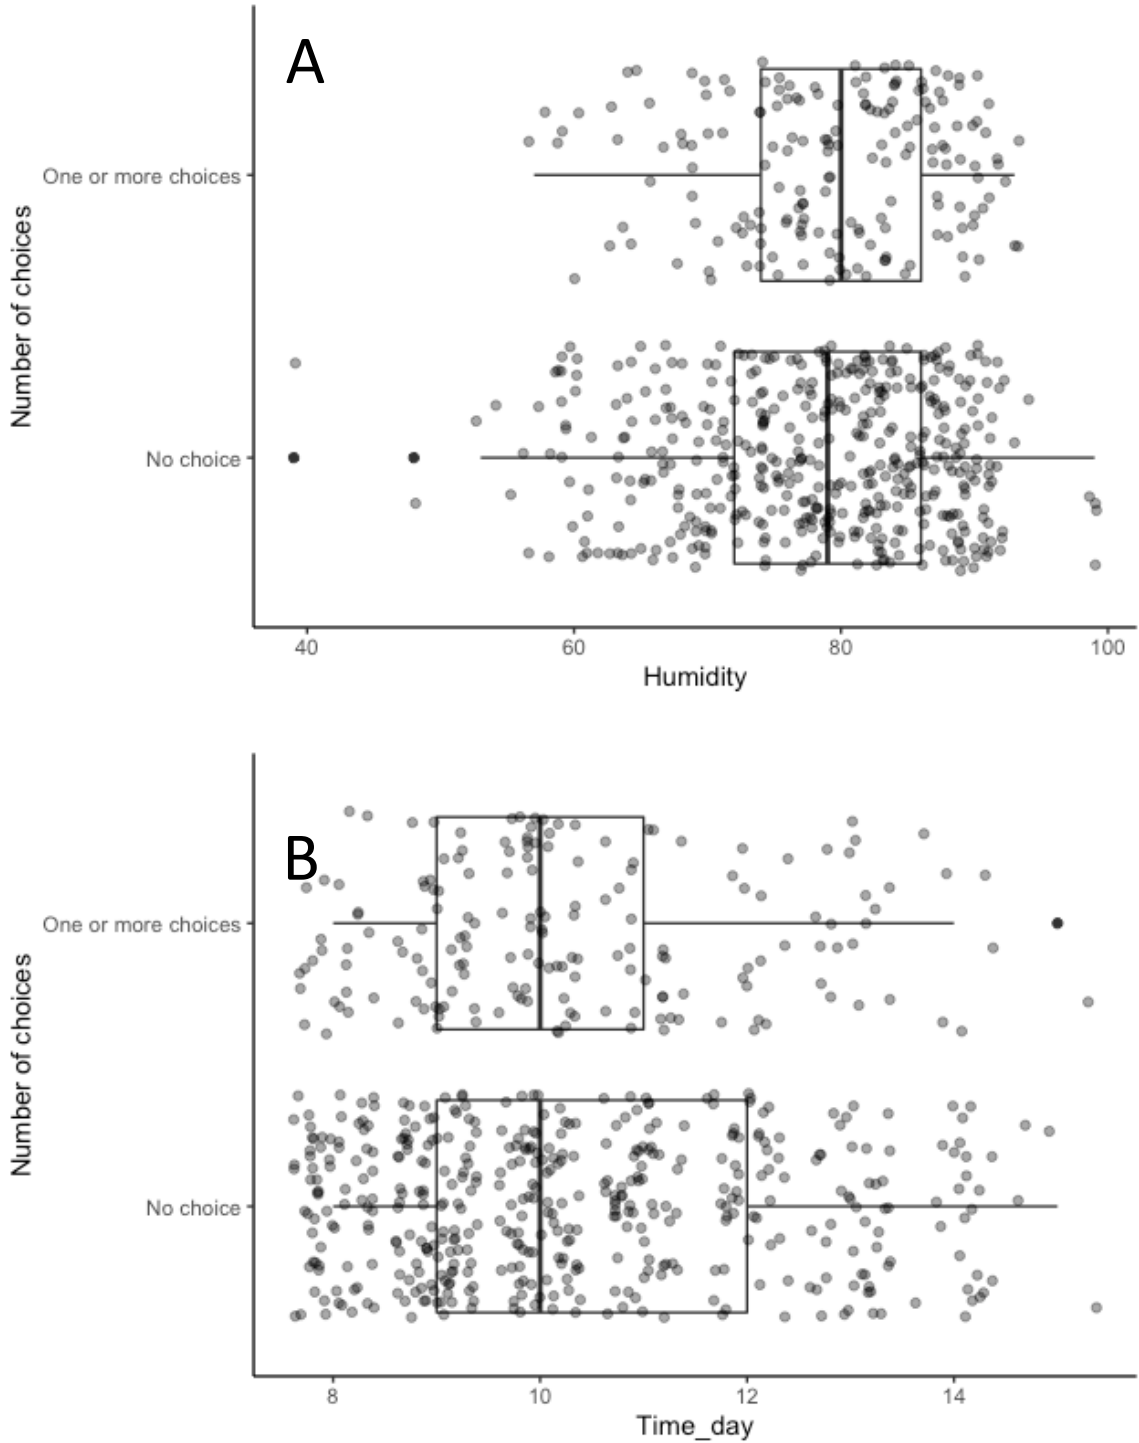 A
One or more choices
No choice
Number of choices
40 60 80 100
Humidity
B
One or more choices
No choice
Number of choices
8 10 12 14
Time_day